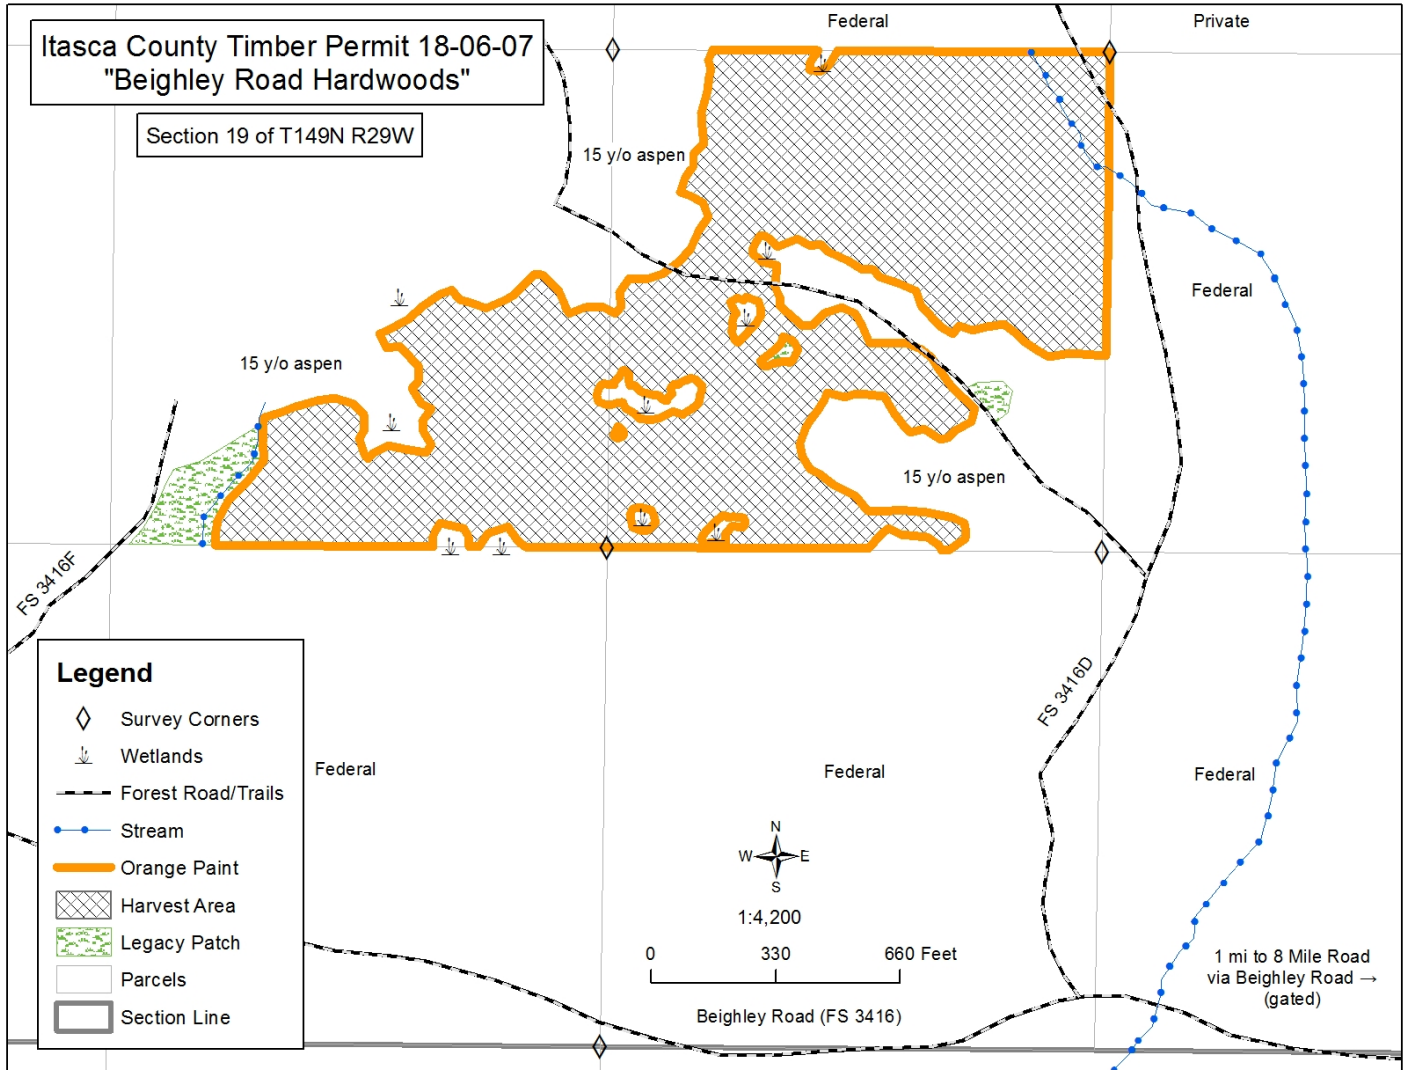 Itasca County Timber Permit 18-06-07
"Beighley Road Hardwoods"
Section 19 of T149N R29W
Federal
Private
15 y/o aspen
Federal
15 y/o aspen
15 y/o aspen
FS 3416F
FS 3416D
Legend
Survey Corners
Wetlands
Forest Road/Trails
Stream
Orange Paint
Harvest Area
Legacy Patch
Parcels
Section Line
Federal
Federal
Federal
N
W E
S
1:4,200
0 330 660 Feet
Beighley Road (FS 3416)
1 mi to 8 Mile Road
via Beighley Road →
(gated)